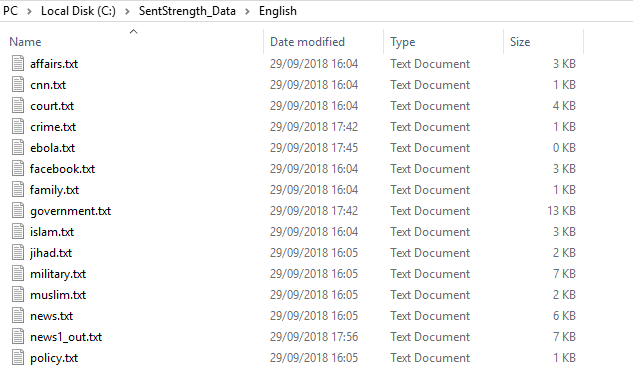 PC > Local Disk (C:) > SentStrength_Data > English
Name Date modified Type Size
affairs.txt 29/09/2018 16:04 Text Document 3 KB
cnn.txt 29/09/2018 16:04 Text Document 1 KB
court.txt 29/09/2018 16:04 Text Document 4 KB
crime.txt 29/09/2018 17:42 Text Document 1 KB
ebola.txt 29/09/2018 17:45 Text Document 0 KB
facebook.txt 29/09/2018 16:04 Text Document 3 KB
family.txt 29/09/2018 16:04 Text Document 1 KB
government.txt 29/09/2018 17:42 Text Document 13 KB
islam.txt 29/09/2018 16:04 Text Document 3 KB
jihad.txt 29/09/2018 16:05 Text Document 2 KB
military.txt 29/09/2018 16:05 Text Document 7 KB
muslim.txt 29/09/2018 16:05 Text Document 2 KB
news.txt 29/09/2018 16:05 Text Document 6 KB
news1_out.txt 29/09/2018 17:56 Text Document 7 KB
policy.txt 29/09/2018 16:05 Text Document 1 KB